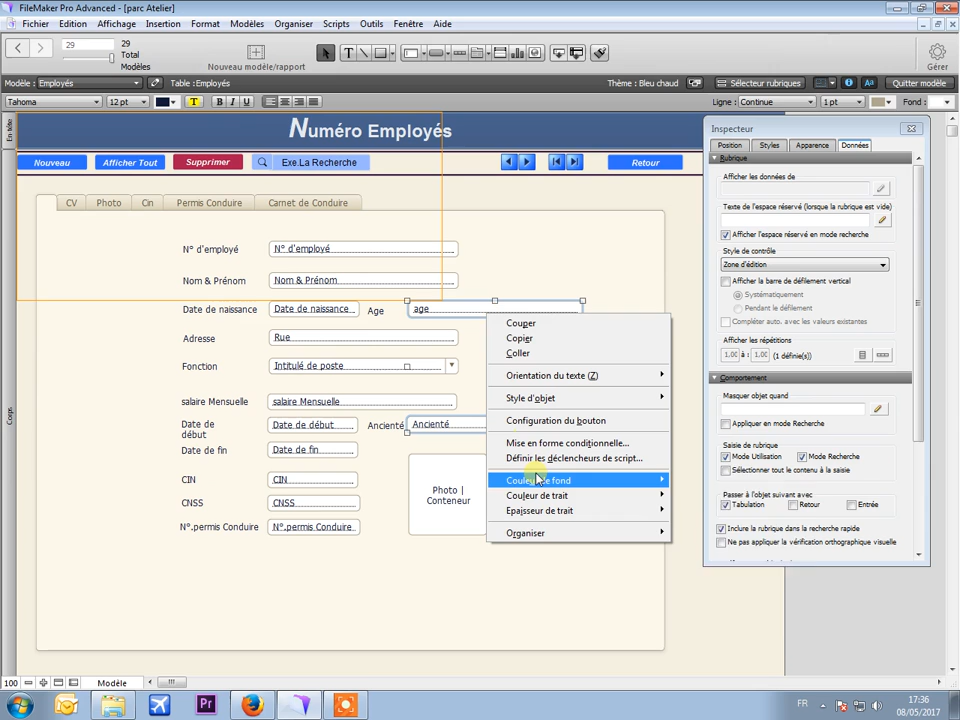 FileMaker Pro Advanced - [parc Atelier]
Fichier Edition Affichage Insertion Format Modèles Organiser Scripts Outils Fenêtre Aide
29 29
Total
Modèles Nouveau modèle/rapport Gérer
Modèle : Employés Table : Employés Thème : Bleu chaud Sélecteur rubriques Aa Quitter modèle
Tahoma 12 pt T B I U Ligne : Continue 1 pt Fond :
En-tête
Numéro Employés
Nouveau Afficher Tout Supprimer Exe.La Recherche Retour
CV Photo Cin Permis Conduire Carnet de Conduire
N° d'employé N° d'employé
Nom & Prénom Nom & Prénom
Date de naissance Date de naissance Age age
Adresse Rue
Fonction Intitulé de poste
salaire Mensuelle salaire Mensuelle
Date de
début Date de début Ancienté Ancienté
Date de fin Date de fin
CIN CIN
CNSS CNSS
N°.permis Conduire N°.permis Conduire
Photo |
Conteneur
Corps
Couper
Copier
Coller
Orientation du texte (Z)
Style d'objet
Configuration du bouton
Mise en forme conditionnelle...
Définir les déclencheurs de script...
Couleur de fond
Couleur de trait
Epaisseur de trait
Organiser
Inspecteur
Position Styles Apparence Données
Rubrique
Afficher les données de
Texte de l'espace réservé (lorsque la rubrique est vide)
Afficher l'espace réservé en mode recherche
Style de contrôle
Zone d'édition
Afficher la barre de défilement vertical
Systématiquement
Pendant le défilement
Compléter auto. avec les valeurs existantes
Afficher les répétitions
à (1 définie(s))
Comportement
Masquer objet quand
Appliquer en mode Recherche
Saisie de rubrique
Mode Utilisation Mode Recherche
Sélectionner tout le contenu à la saisie
Passer à l'objet suivant avec
Tabulation Retour Entrée
Inclure la rubrique dans la recherche rapide
Ne pas appliquer la vérification orthographique visuelle
100 Modèle
Pr FR 17:36
08/05/2017